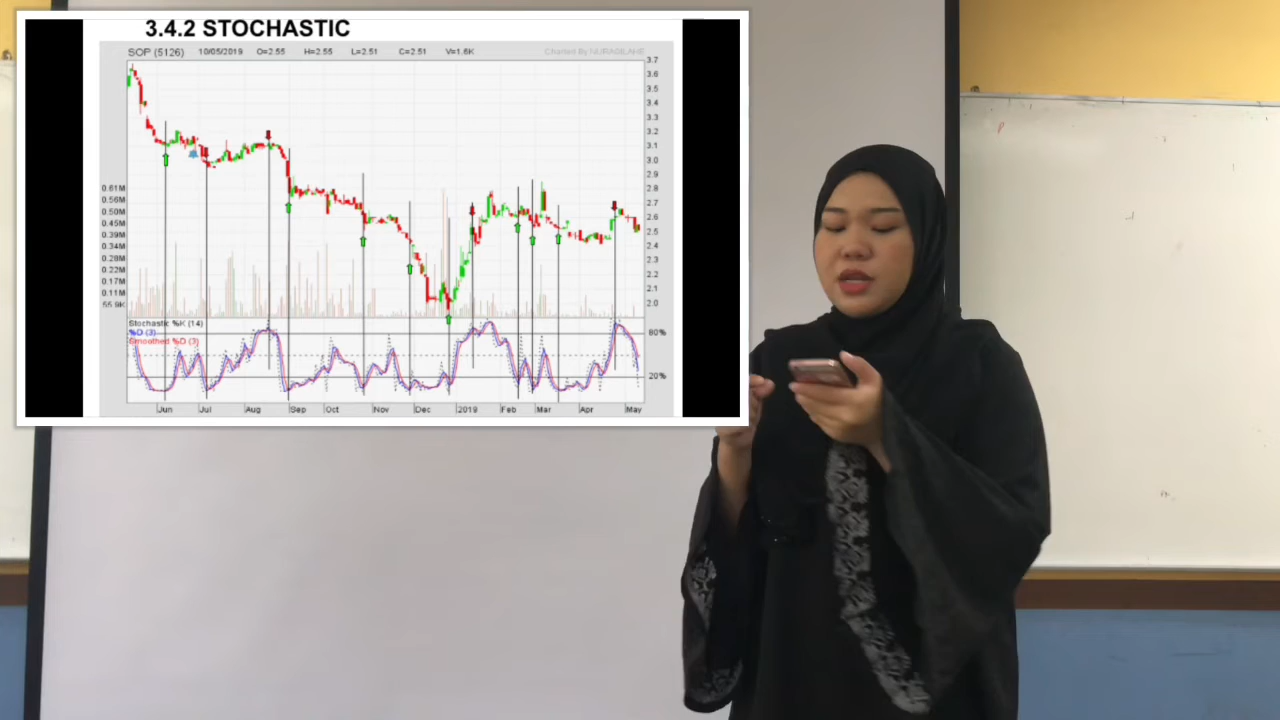 3.4.2 STOCHASTIC
SOP (5126) 10/05/2019 O=2.55 H=2.55 L=2.51 C=2.51 V=1.6K
3.7
3.6
3.5
3.4
3.3
3.2
3.1
3.0
2.9
2.8
2.7
2.6
2.5
2.4
2.3
2.2
2.1
2.0
0.61M
0.56M
0.50M
0.45M
0.39M
0.34M
0.28M
0.22M
0.17M
0.11M
55.9K
Stochastic %K (14)
%D (3)
Smoothed %D (3)
80%
20%
Jun Jul Aug Sep Oct Nov Dec 2019 Feb Mar Apr May